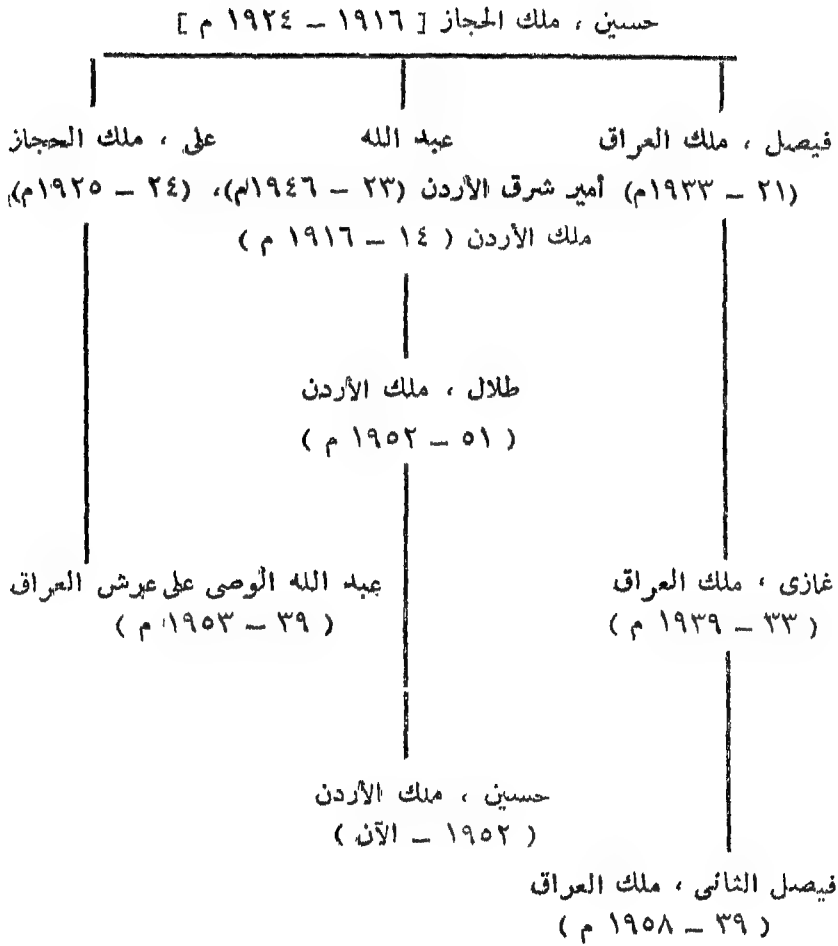 حسين ، ملك الحجاز [ ١٩١٦ – ١٩٢٤ م ]
فيصل ، ملك العراق عبد الله على ، ملك الحجاز
(٢١ – ١٩٣٣م) أمير شرق الأردن (٢٣ – ١٩٤٦م)، (٢٤ – ١٩٢٥م)
ملك الأردن ( ١٤ – ١٩١٦ م )
طلال ، ملك الأردن
( ٥١ – ١٩٥٢ م )
غازى ، ملك العراق عبد الله الوصى على عرش العراق
( ٣٣ – ١٩٣٩ م ) ( ٣٩ – ١٩٥٣ م )
حسين ، ملك الأردن
( ١٩٥٢ – الآن )
فيصل الثانى ، ملك العراق
( ٣٩ – ١٩٥٨ م )